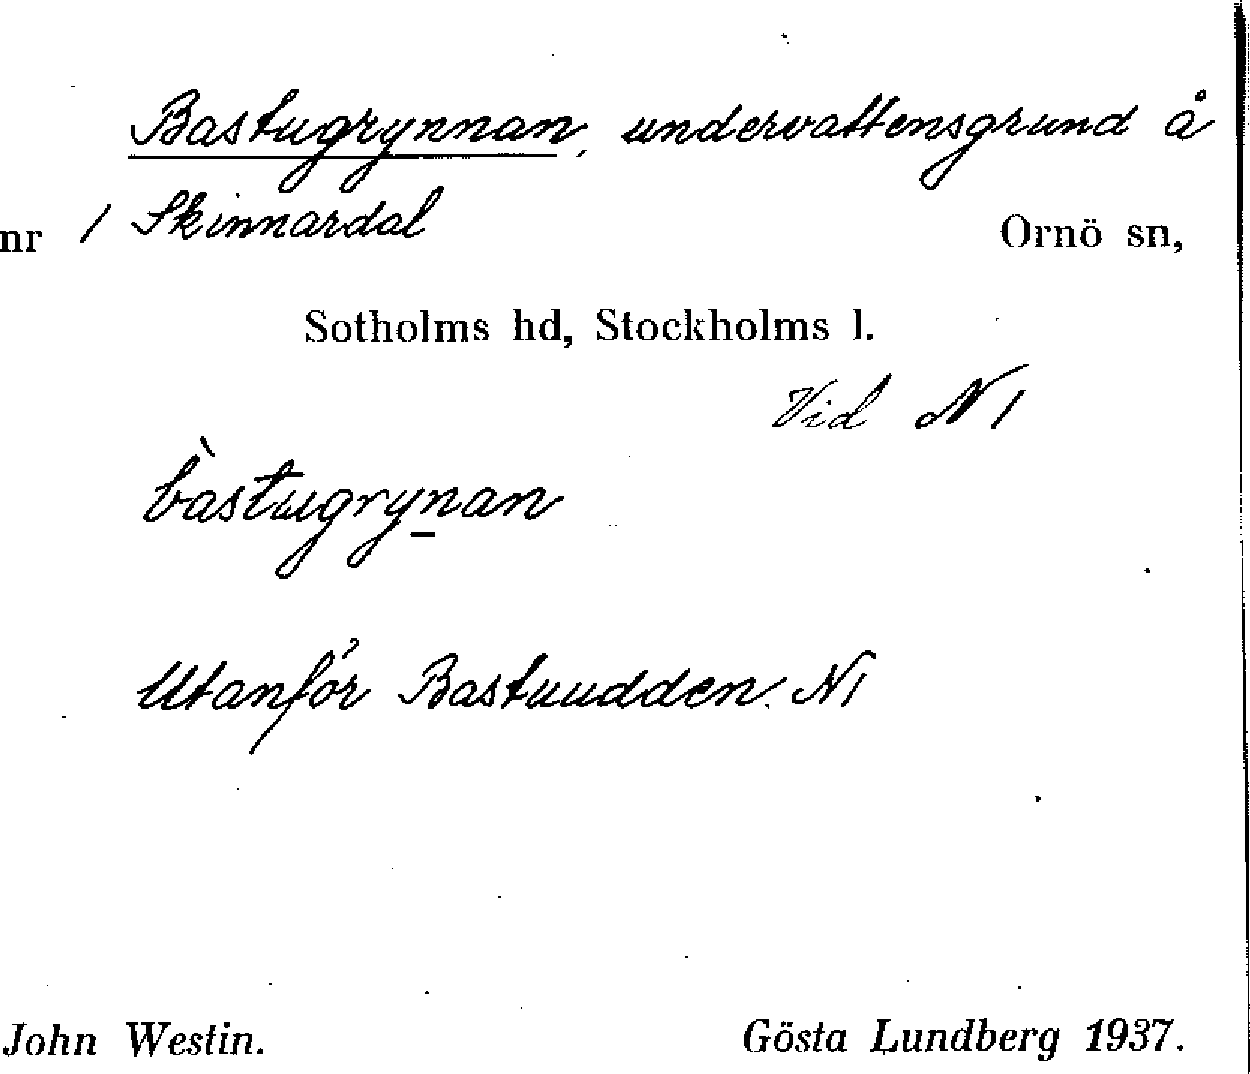 Bastugrynnan, undervattensgrund å
nr 1 Skinnardal Ornö sn,
Sotholms hd, Stockholms l.
Vid N1
bàstugrynan
Utanför Bastuudden. N1
John Westin. Gösta Lundberg 1937.